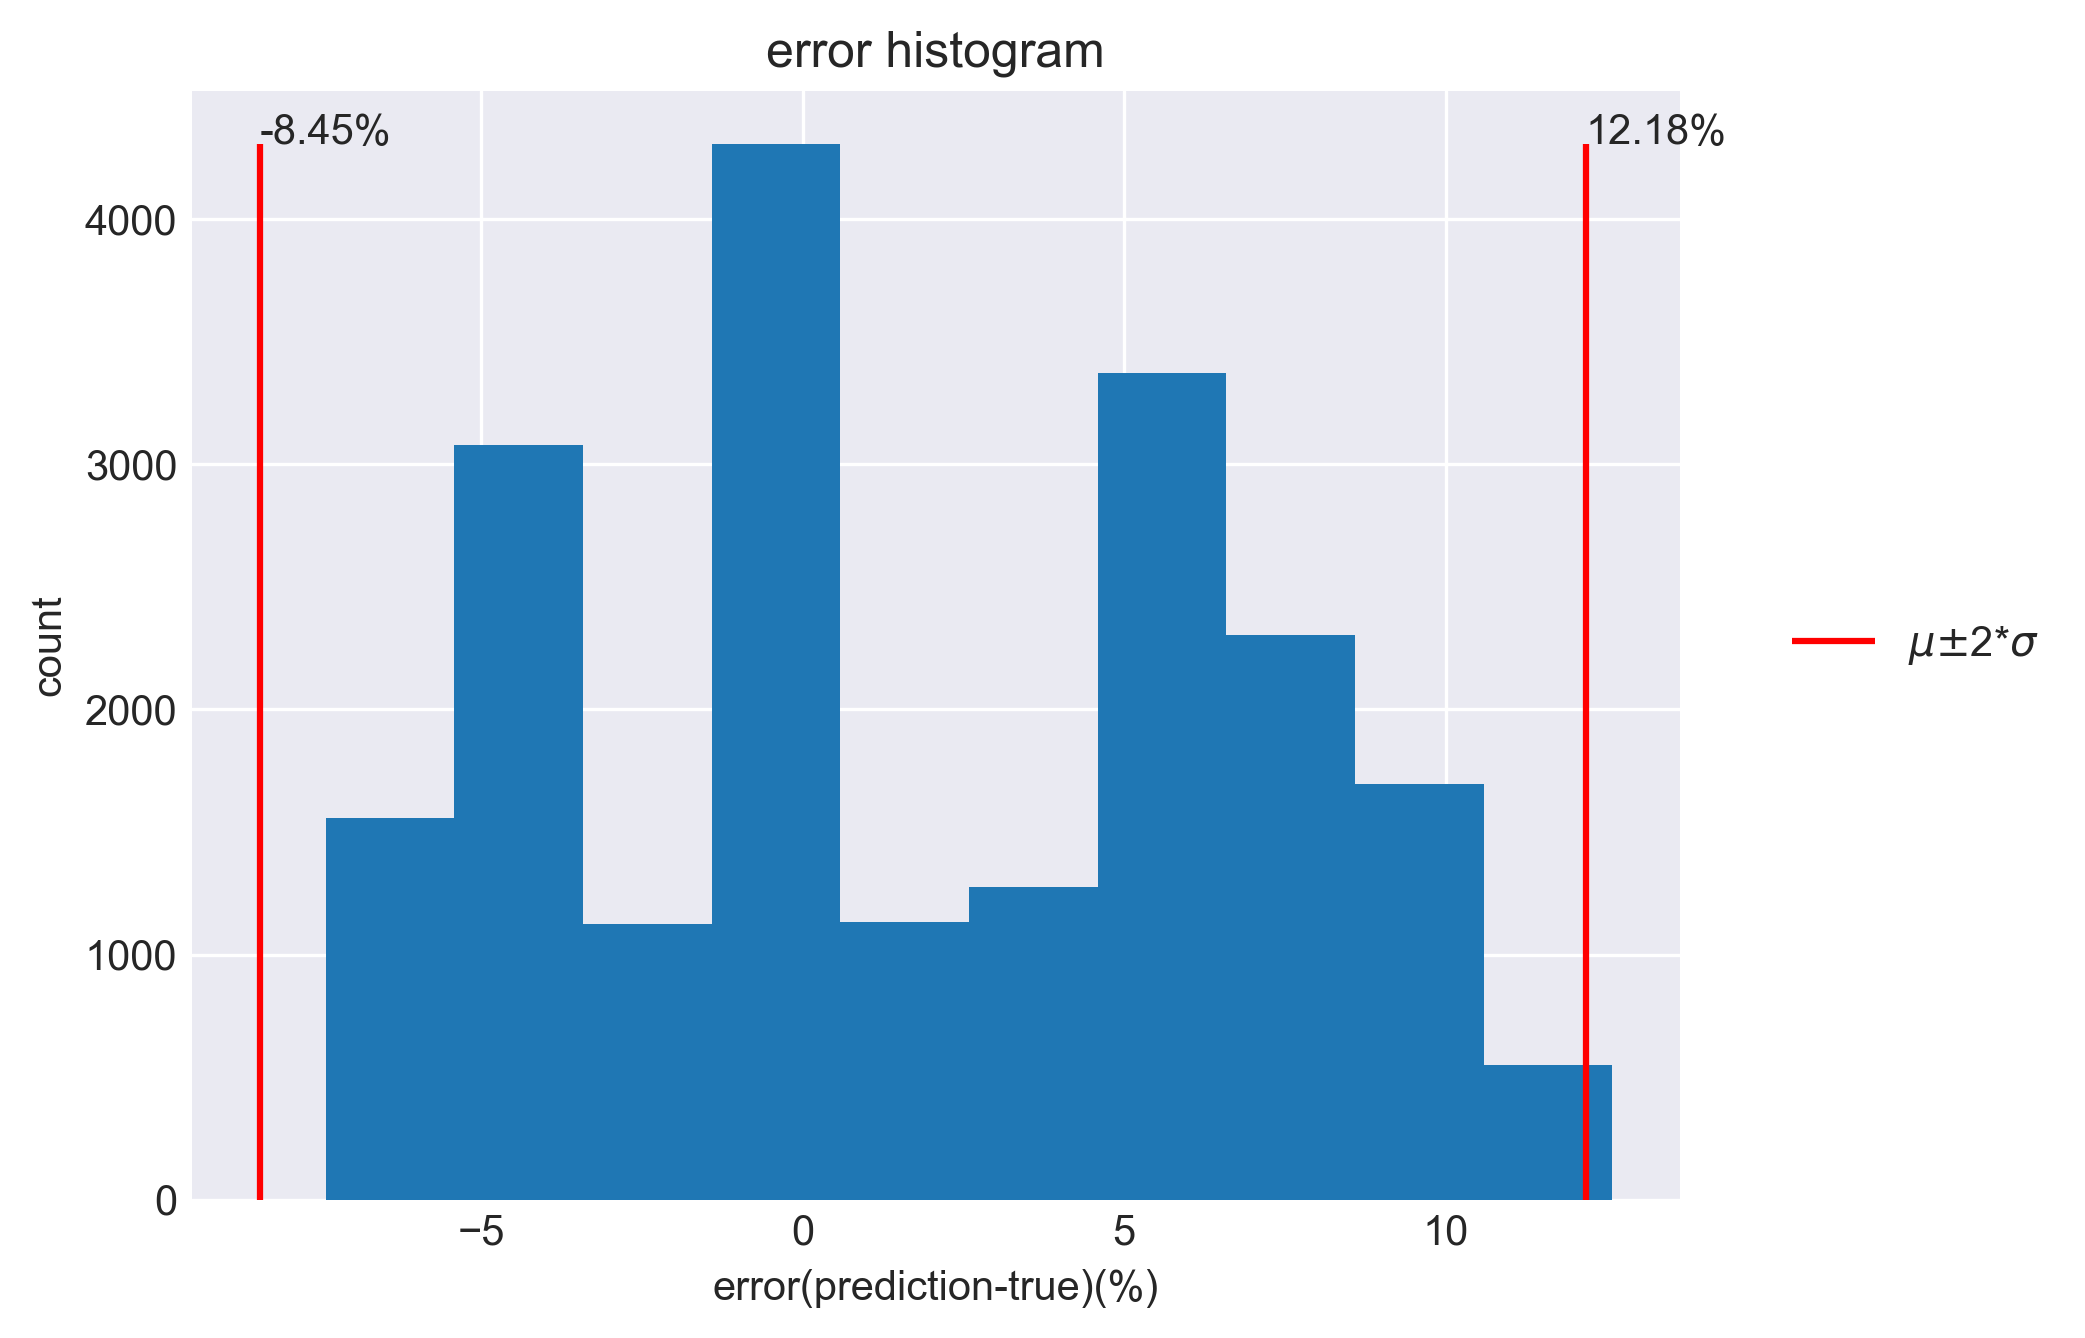 error histogram
-8.45%
12.18%
4000
3000
2000
1000
0
count
−5
0
5
10
error(prediction-true)(%)
μ±2*σ